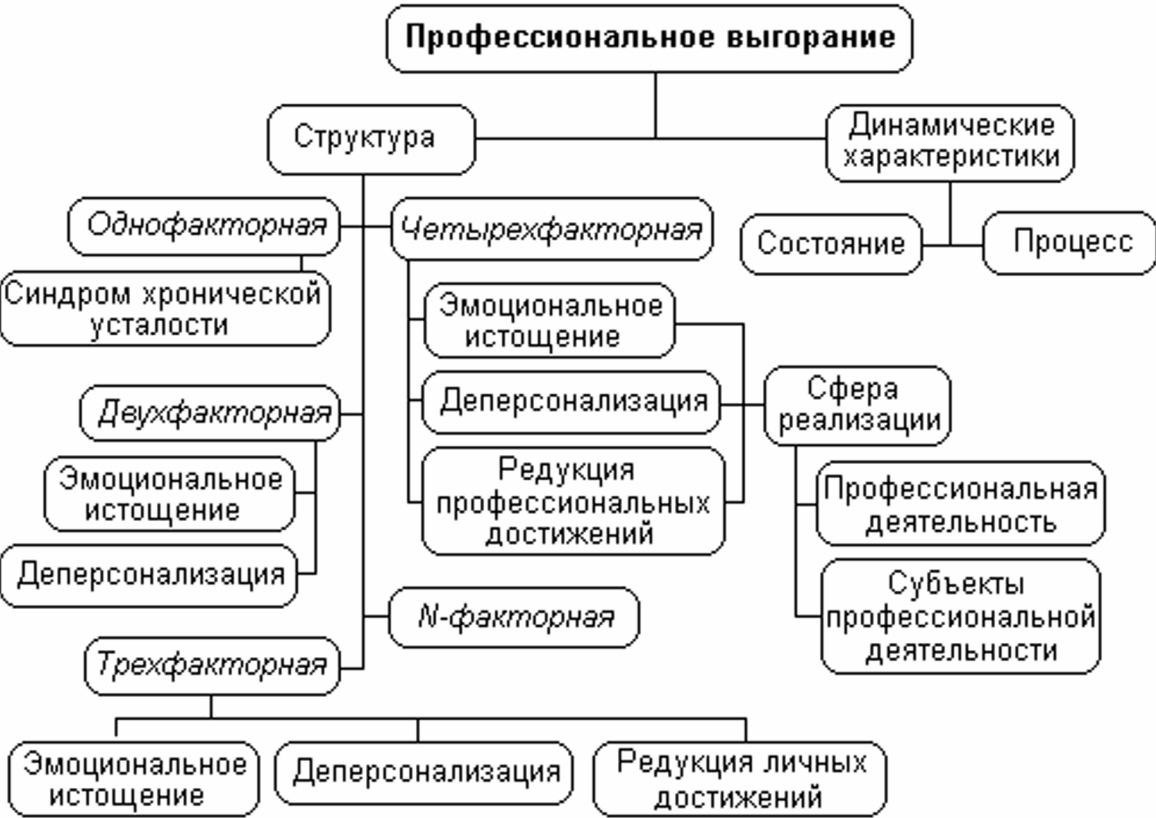 Профессиональное выгорание
Структура
Динамические
характеристики
Однофакторная
Четырехфакторная
Состояние
Процесс
Синдром хронической
усталости
Эмоциональное
истощение
Двухфакторная
Деперсонализация
Сфера
реализации
Эмоциональное
истощение
Редукция
профессиональных
достижений
Профессиональная
деятельность
Деперсонализация
N-факторная
Субъекты
профессиональной
деятельности
Трехфакторная
Эмоциональное
истощение
Деперсонализация
Редукция личных
достижений